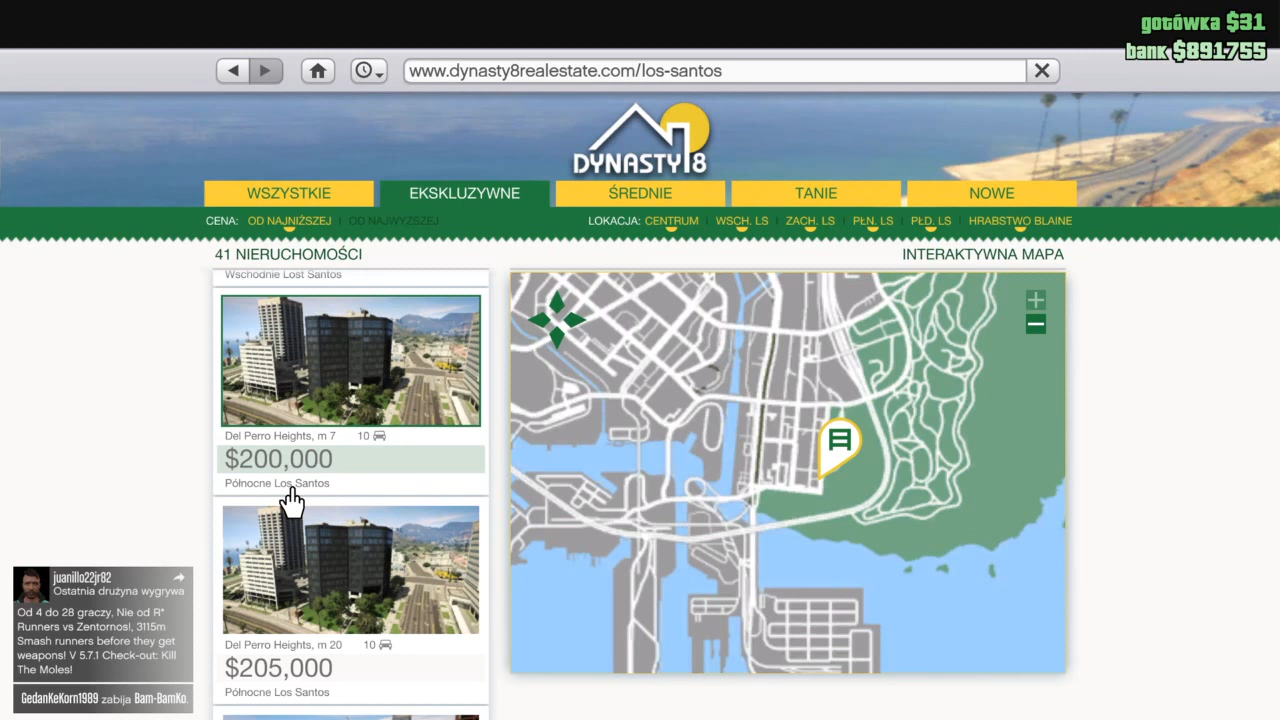 gotówka $31
bank $891755
www.dynasty8realestate.com/los-santos
DYNASTY 8
WSZYSTKIE
EKSKLUZYWNE
ŚREDNIE
TANIE
NOWE
CENA: OD NAJNIŻSZEJ | OD NAJWYŻSZEJ
LOKACJA: CENTRUM | WSCH. LS | ZACH. LS | PŁN. LS | PŁD. LS | HRABSTWO BLAINE
41 NIERUCHOMOŚCI
INTERAKTYWNA MAPA
Wschodnie Lost Santos
Del Perro Heights, m 7 10
$200,000
Północne Los Santos
Del Perro Heights, m 20 10
$205,000
Północne Los Santos
juanillo22jr82
Ostatnia drużyna wygrywa
Od 4 do 28 graczy, Nie od R*
Runners vs Zentornos!, 3115m
Smash runners before they get
weapons! V 5.7.1 Check-out: Kill
The Moles!
GedanKeKorn1989 zabija Bam-BamKo.